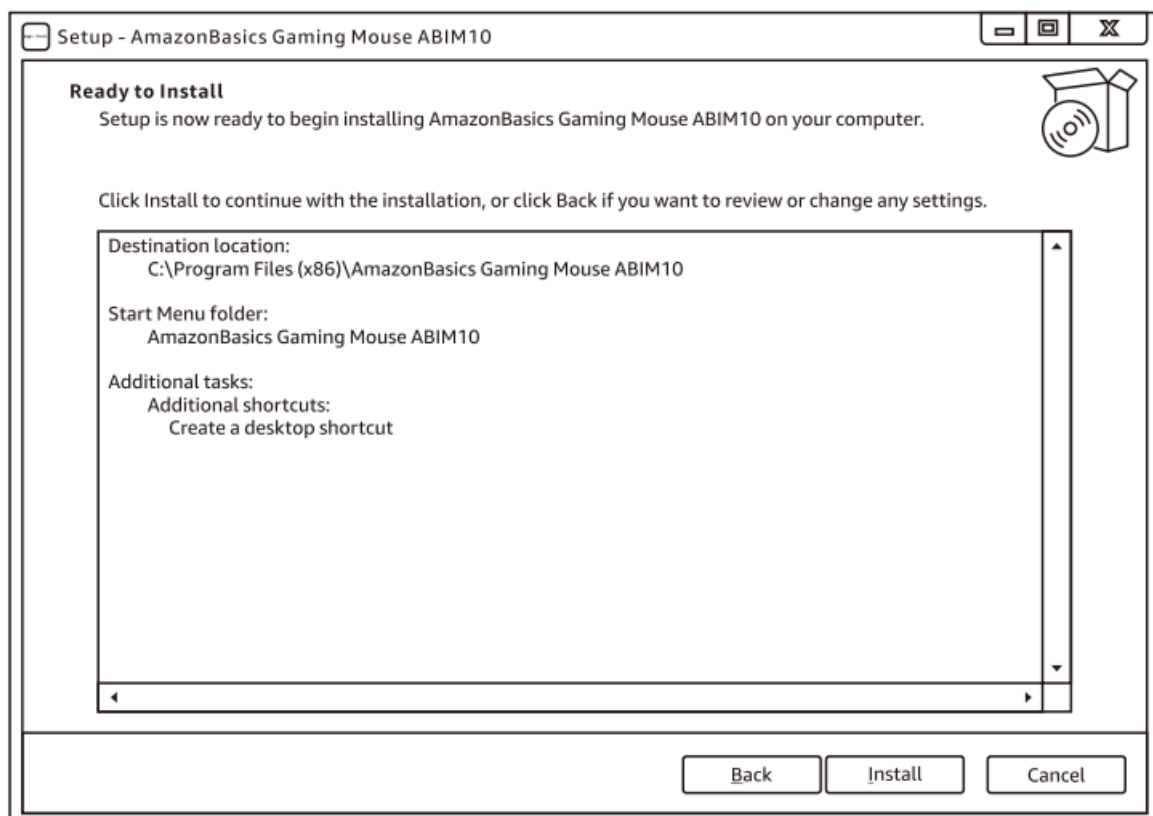 Setup - AmazonBasics Gaming Mouse ABIM10
X
Ready to Install
Setup is now ready to begin installing AmazonBasics Gaming Mouse ABIM10 on your computer.
Click Install to continue with the installation, or click Back if you want to review or change any settings.
Destination location:
C:\Program Files (x86)\AmazonBasics Gaming Mouse ABIM10
Start Menu folder:
AmazonBasics Gaming Mouse ABIM10
Additional tasks:
Additional shortcuts:
Create a desktop shortcut
Back
Install
Cancel